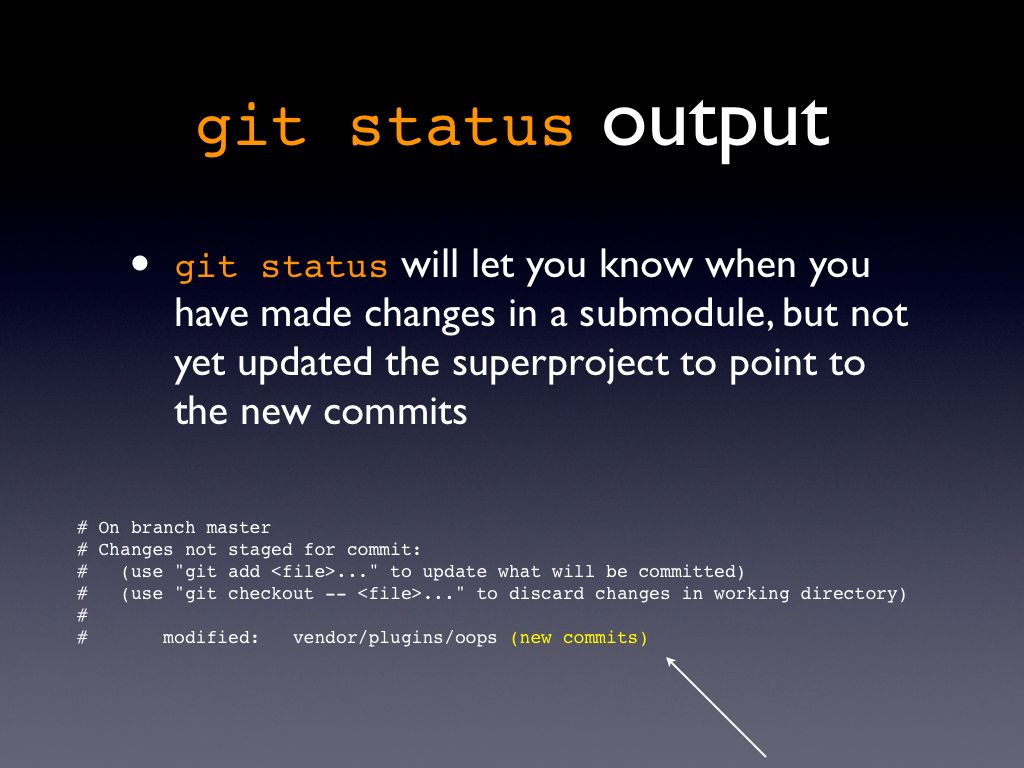 git status output
• git status will let you know when you
have made changes in a submodule, but not
yet updated the superproject to point to
the new commits
# On branch master
# Changes not staged for commit:
#   (use "git add <file>..." to update what will be committed)
#   (use "git checkout -- <file>..." to discard changes in working directory)
#
#       modified:   vendor/plugins/oops (new commits)